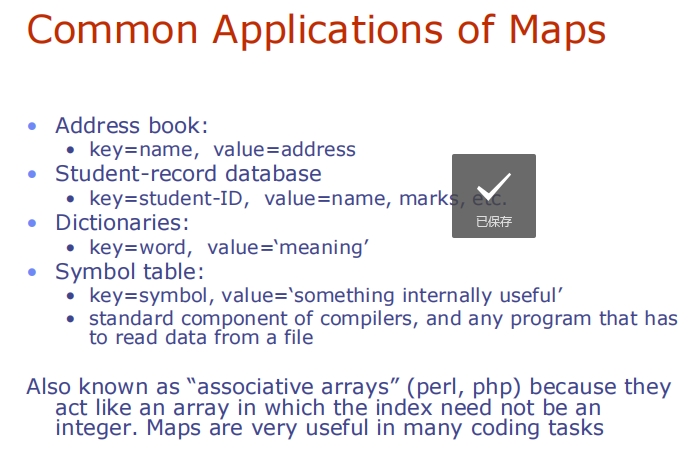 Common Applications of Maps
• Address book:
• key=name, value=address
• Student-record database
• key=student-ID, value=name, marks, etc.
• Dictionaries:
• key=word, value=‘meaning’
• Symbol table:
• key=symbol, value=‘something internally useful’
• standard component of compilers, and any program that has
to read data from a file
Also known as “associative arrays” (perl, php) because they
act like an array in which the index need not be an
integer. Maps are very useful in many coding tasks
已保存